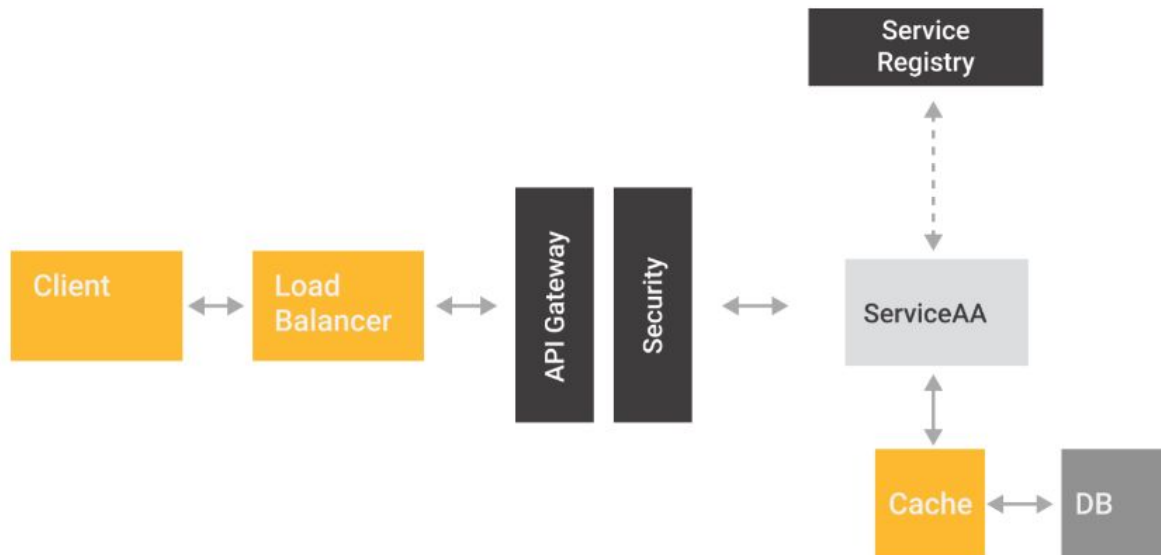 Service
Registry
Client
Load
Balancer
API Gateway
Security
ServiceAA
Cache
DB